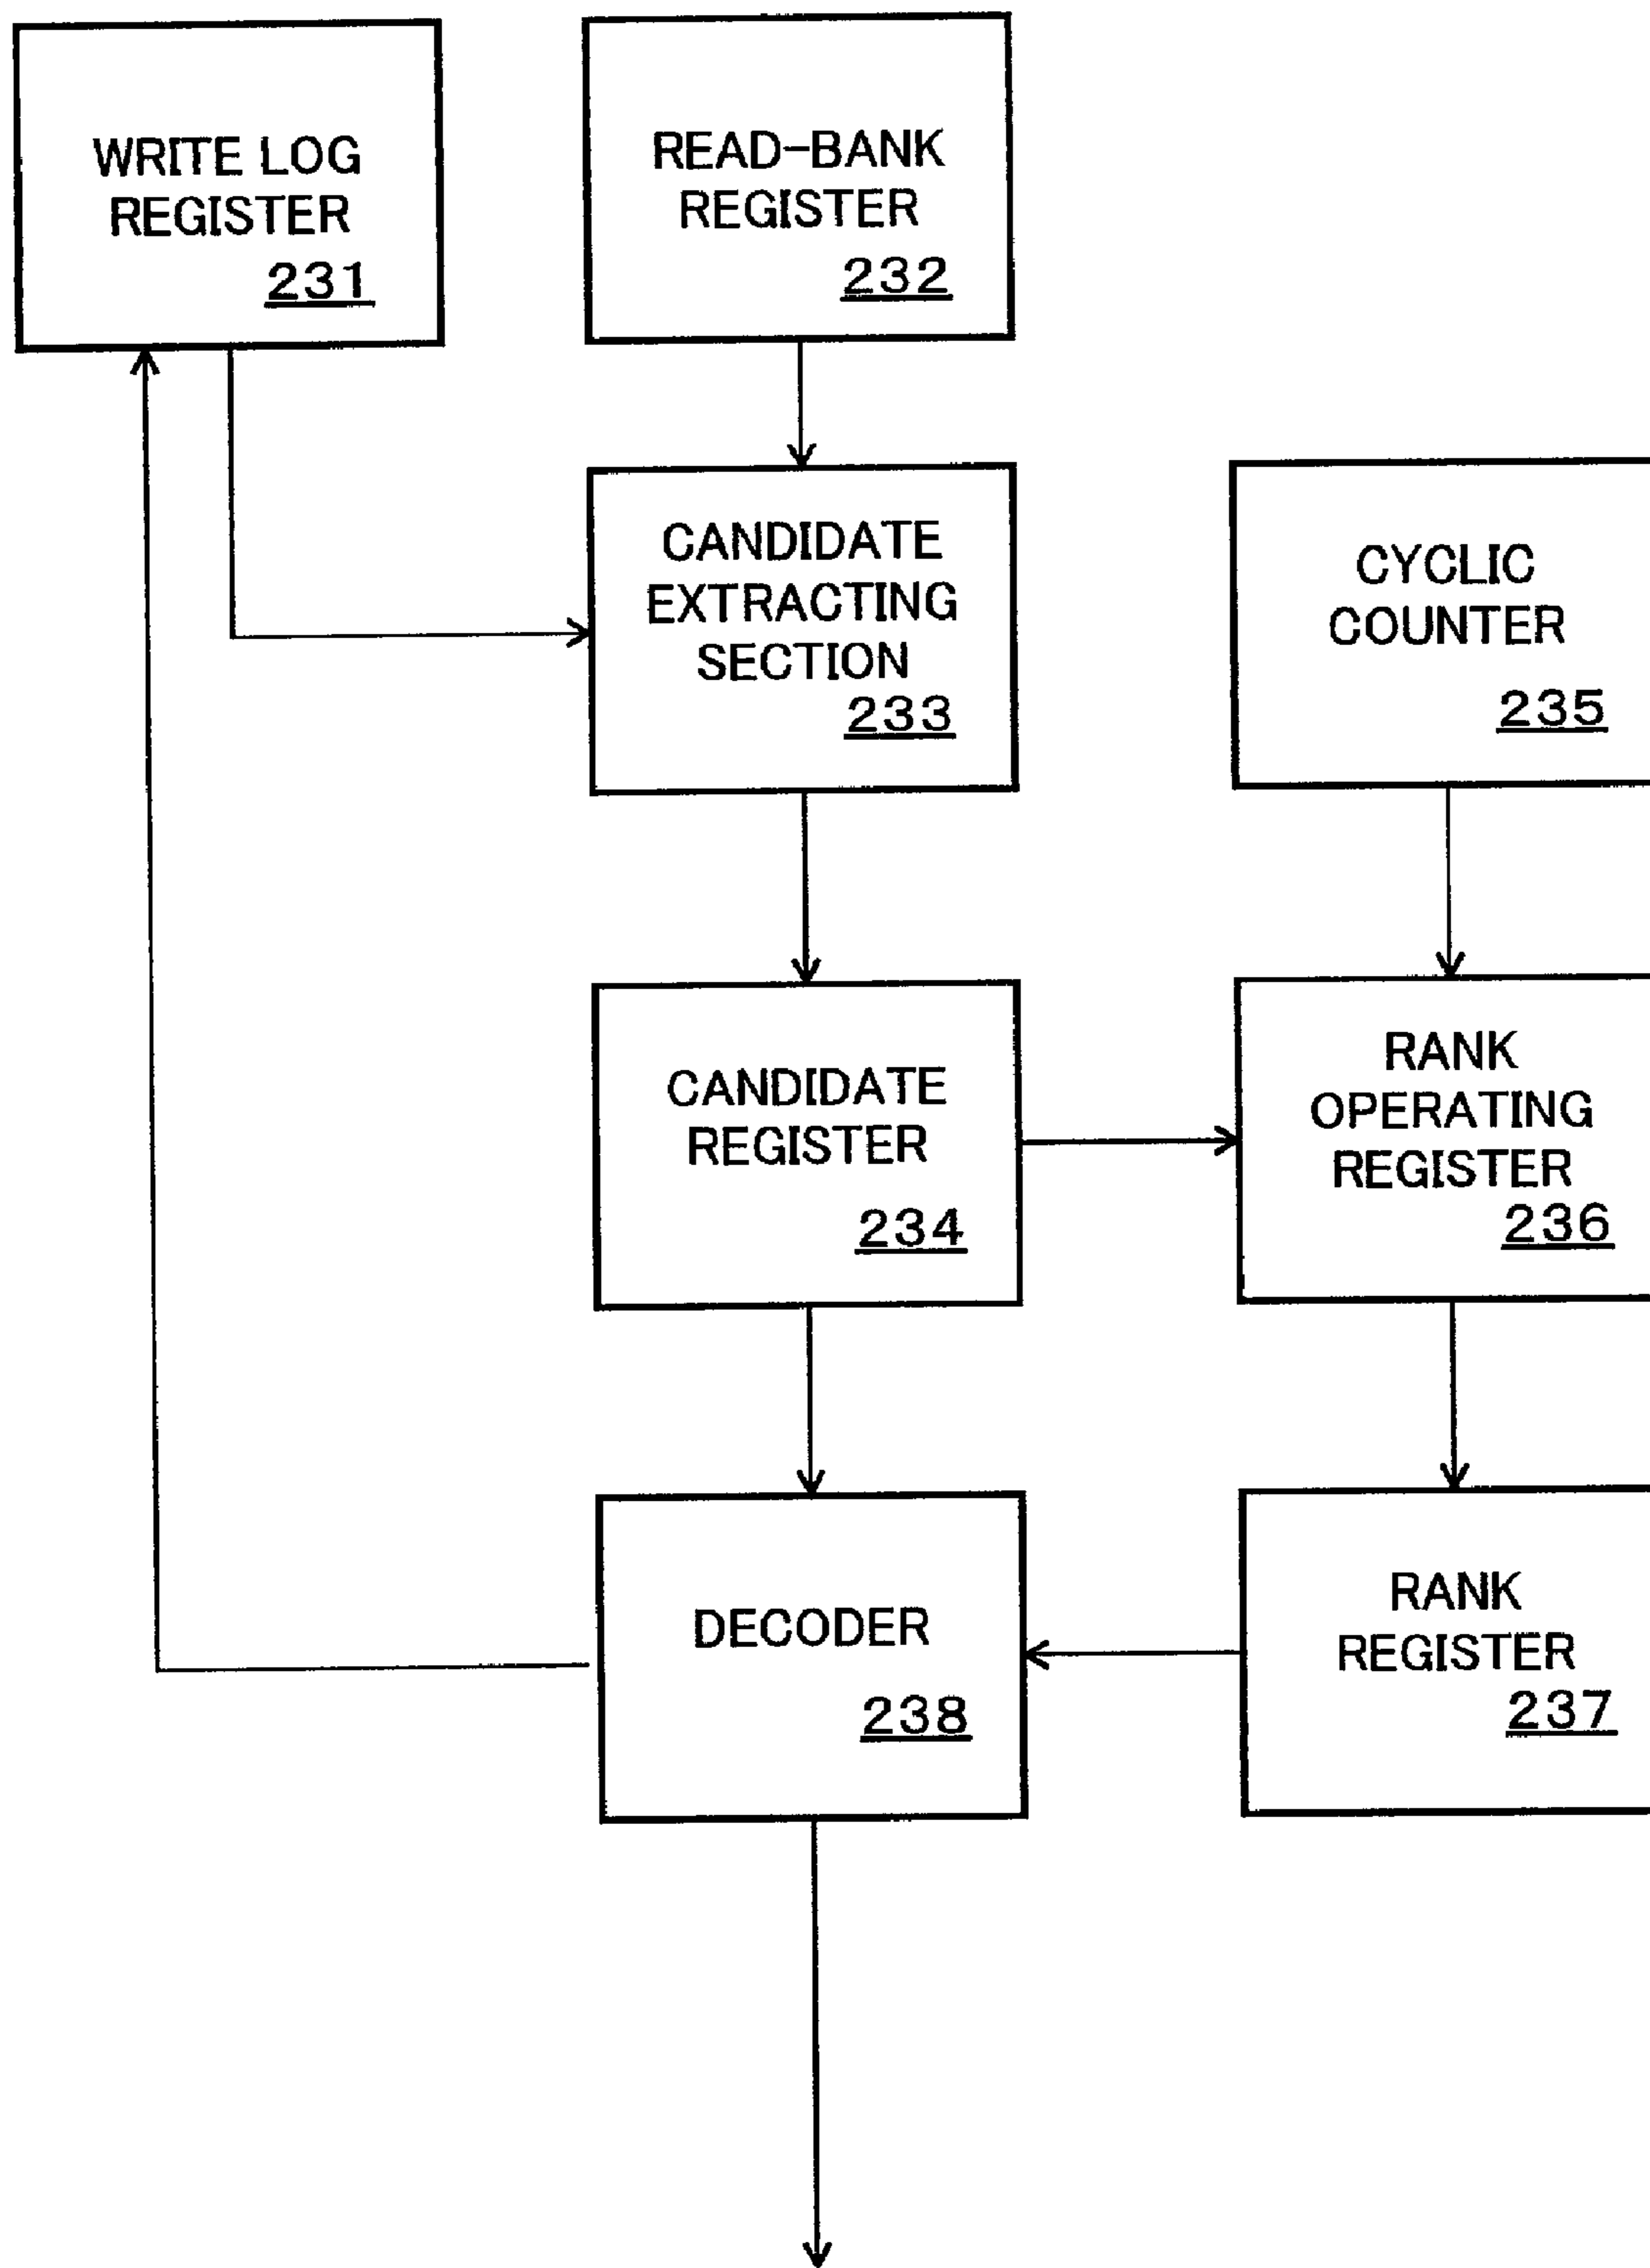 WRITE LOG
REGISTER
231
READ-BANK
REGISTER
232
CANDIDATE
EXTRACTING
SECTION
233
CYCLIC
COUNTER
235
CANDIDATE
REGISTER
234
RANK
OPERATING
REGISTER
236
DECODER
238
RANK
REGISTER
237